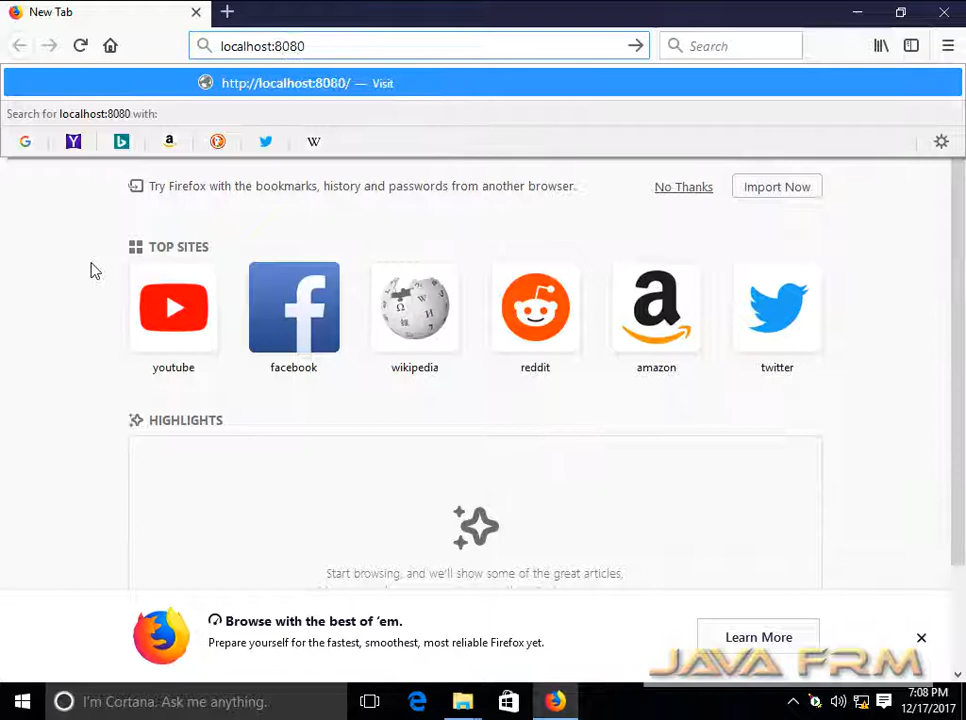 New Tab
localhost:8080
Search
http://localhost:8080/ — Visit
Search for localhost:8080 with:
Try Firefox with the bookmarks, history and passwords from another browser.
No Thanks
Import Now
TOP SITES
youtube
facebook
wikipedia
reddit
amazon
twitter
HIGHLIGHTS
Start browsing, and we'll show some of the great articles,
Browse with the best of 'em.
Prepare yourself for the fastest, smoothest, most reliable Firefox yet.
Learn More
JAVA FRM
I'm Cortana. Ask me anything.
7:08 PM
12/17/2017